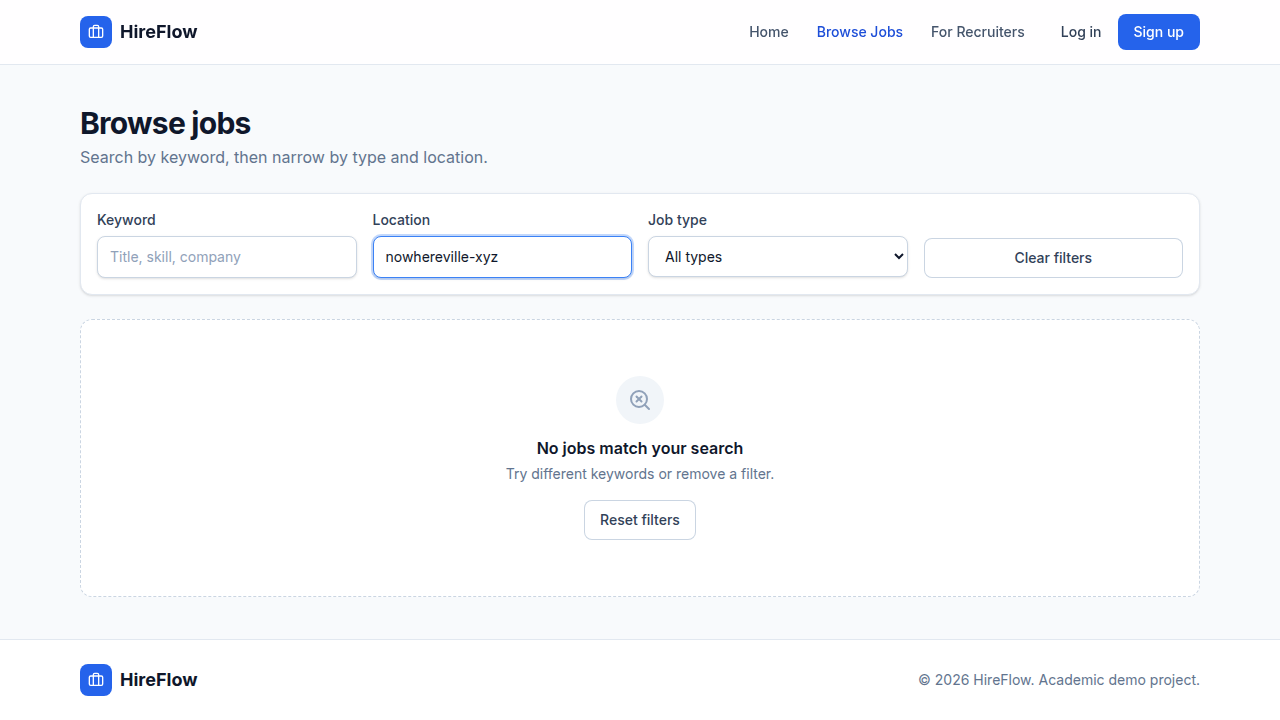 HireFlow
Home
Browse Jobs
For Recruiters
Log in
Sign up
Browse jobs
Search by keyword, then narrow by type and location.
Keyword
Location
Job type
Title, skill, company
nowhereville-xyz
All types
Clear filters
No jobs match your search
Try different keywords or remove a filter.
Reset filters
HireFlow
© 2026 HireFlow. Academic demo project.